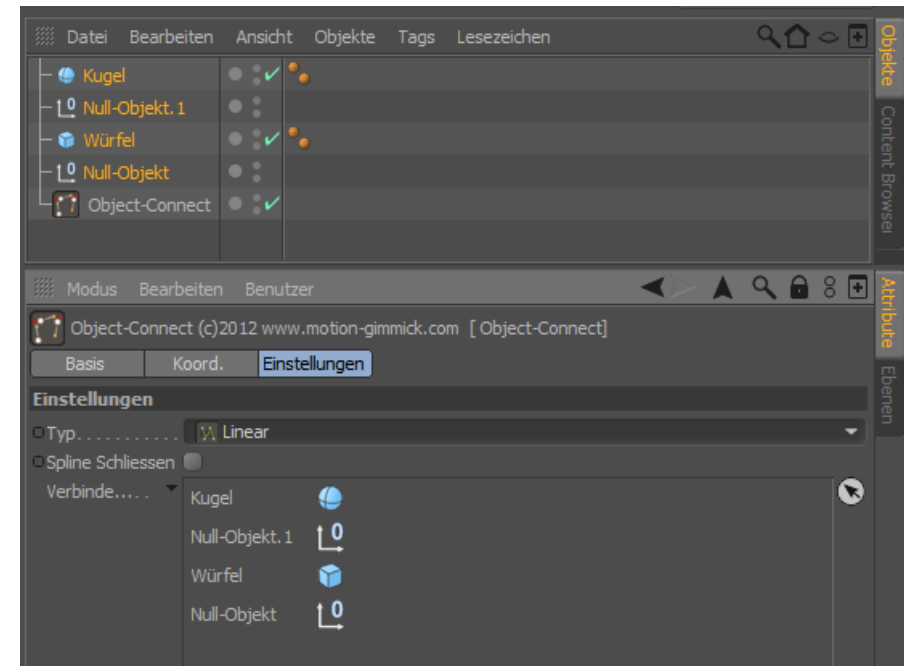 Datei Bearbeiten Ansicht Objekte Tags Lesezeichen
Kugel
Null-Objekt.1
Würfel
Null-Objekt
Object-Connect
Objekte
Content Browser
Modus Bearbeiten Benutzer
Object-Connect (c)2012 www.motion-gimmick.com [Object-Connect]
Basis Koord. Einstellungen
Einstellungen
Typ. . . . . . . . . . . Linear
Spline Schliessen
Verbinde... . . Kugel
Null-Objekt.1
Würfel
Null-Objekt
Attribute
Ebenen